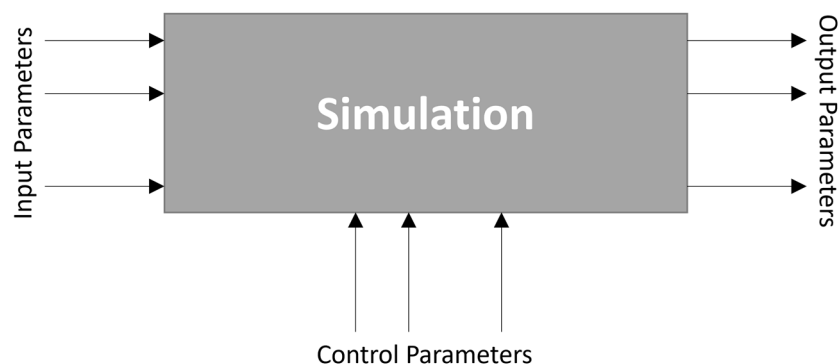 Input Parameters
Simulation
Output Parameters
Control Parameters